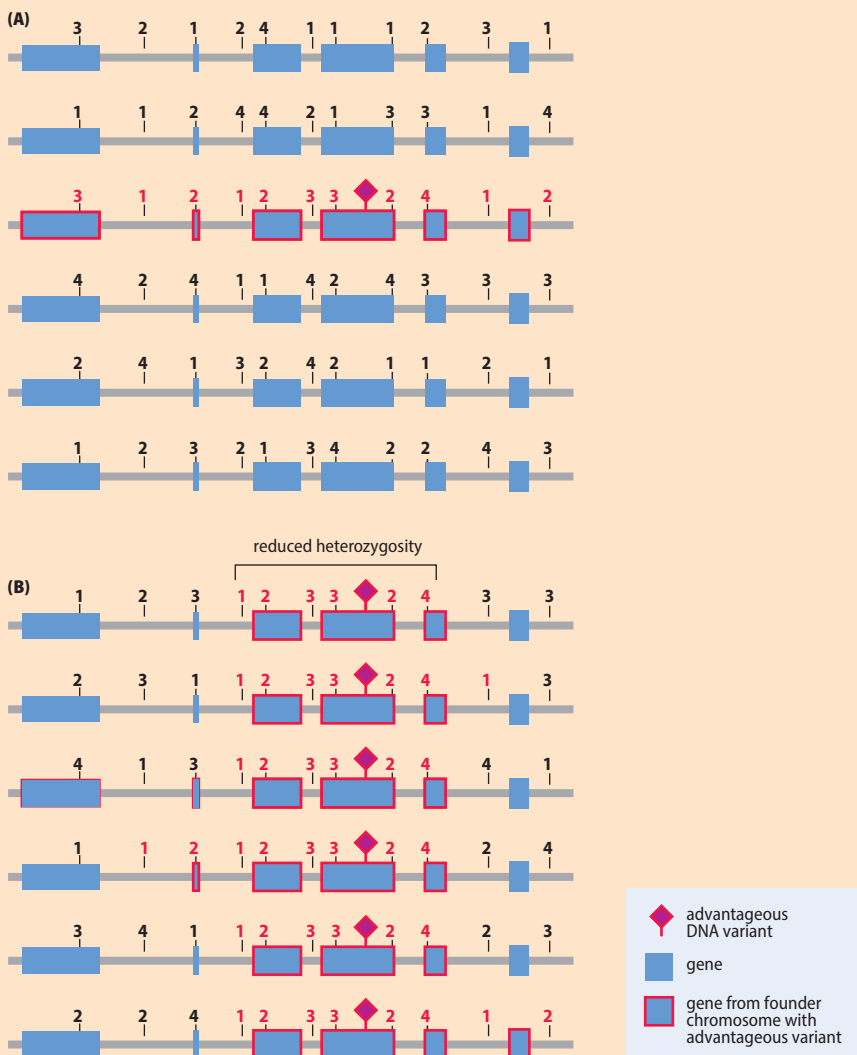 (A)
3 2 1 2 4 1 1 1 2 3 1
1 1 2 4 4 2 1 3 3 1 4
3 1 2 1 2 3 3 2 4 1 2
4 2 4 1 1 4 2 4 3 3 3
2 4 1 3 2 4 2 1 1 2 1
1 2 3 2 1 3 4 2 2 4 3
reduced heterozygosity
(B)
1 2 3 1 2 3 3 2 4 3 3
2 3 1 1 2 3 3 2 4 1 3
4 1 3 1 2 3 3 2 4 4 1
1 1 2 1 2 3 3 2 4 2 4
3 4 1 1 2 3 3 2 4 2 3
2 2 4 1 2 3 3 2 4 1 2
advantageous
DNA variant
gene
gene from founder
chromosome with
advantageous variant